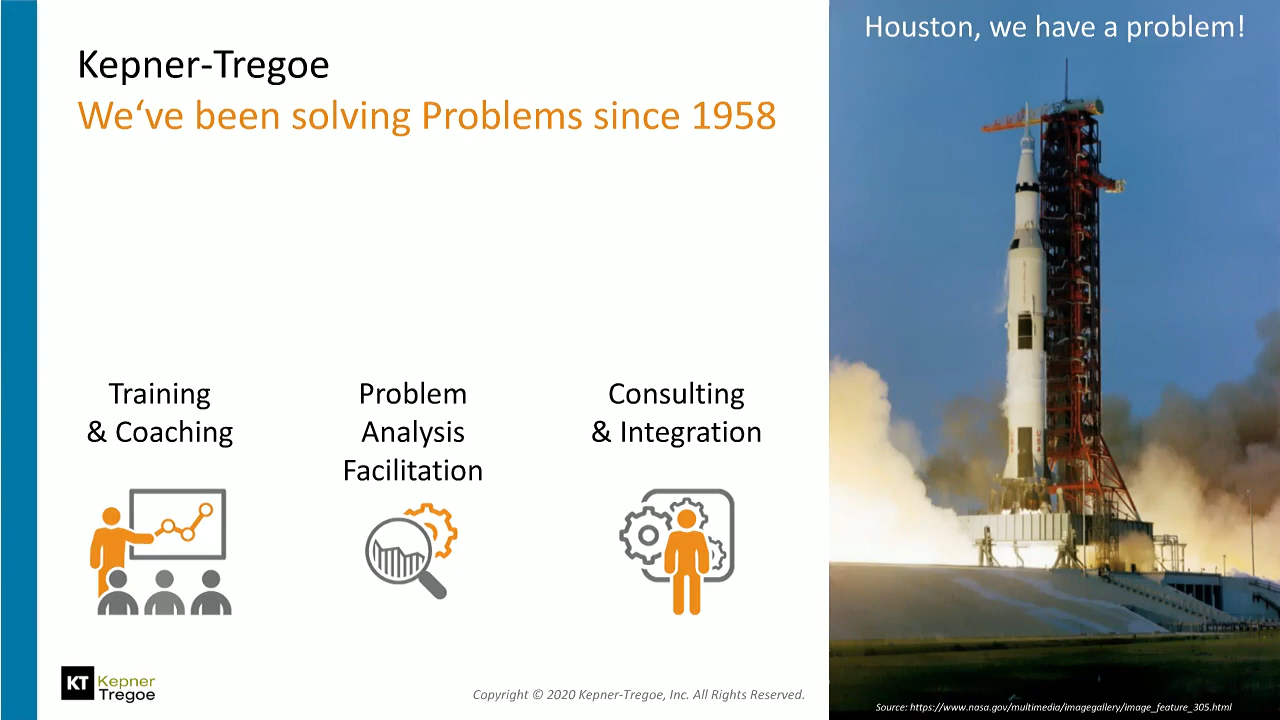 Kepner-Tregoe
We‘ve been solving Problems since 1958
Houston, we have a problem!
Training
& Coaching
Problem
Analysis
Facilitation
Consulting
& Integration
KT Kepner
Tregoe
Copyright © 2020 Kepner-Tregoe, Inc. All Rights Reserved.
Source: https://www.nasa.gov/multimedia/imagegallery/image_feature_305.html